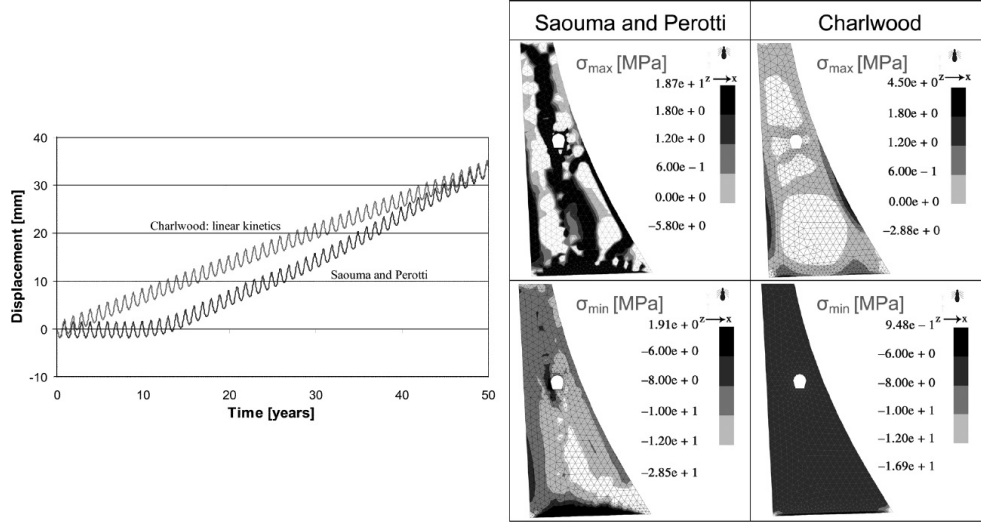 40
30
20
10
0
-10
Displacement [mm]
Charlwood: linear kinetics
Saouma and Perotti
0
10
20
30
40
50
Time [years]
Saouma and Perotti
Charlwood
σmax [MPa]
z x
1.87e + 1
1.80e + 0
1.20e + 0
6.00e − 1
0.00e + 0
−5.80e + 0
σmax [MPa]
z x
4.50e + 0
1.80e + 0
1.20e + 0
6.00e − 1
0.00e + 0
−2.88e + 0
σmin [MPa]
z x
1.91e + 0
−6.00e + 0
−8.00e + 0
−1.00e + 1
−1.20e + 1
−2.85e + 1
σmin [MPa]
z x
9.48e − 1
−6.00e + 0
−8.00e + 0
−1.00e + 1
−1.20e + 1
−1.69e + 1